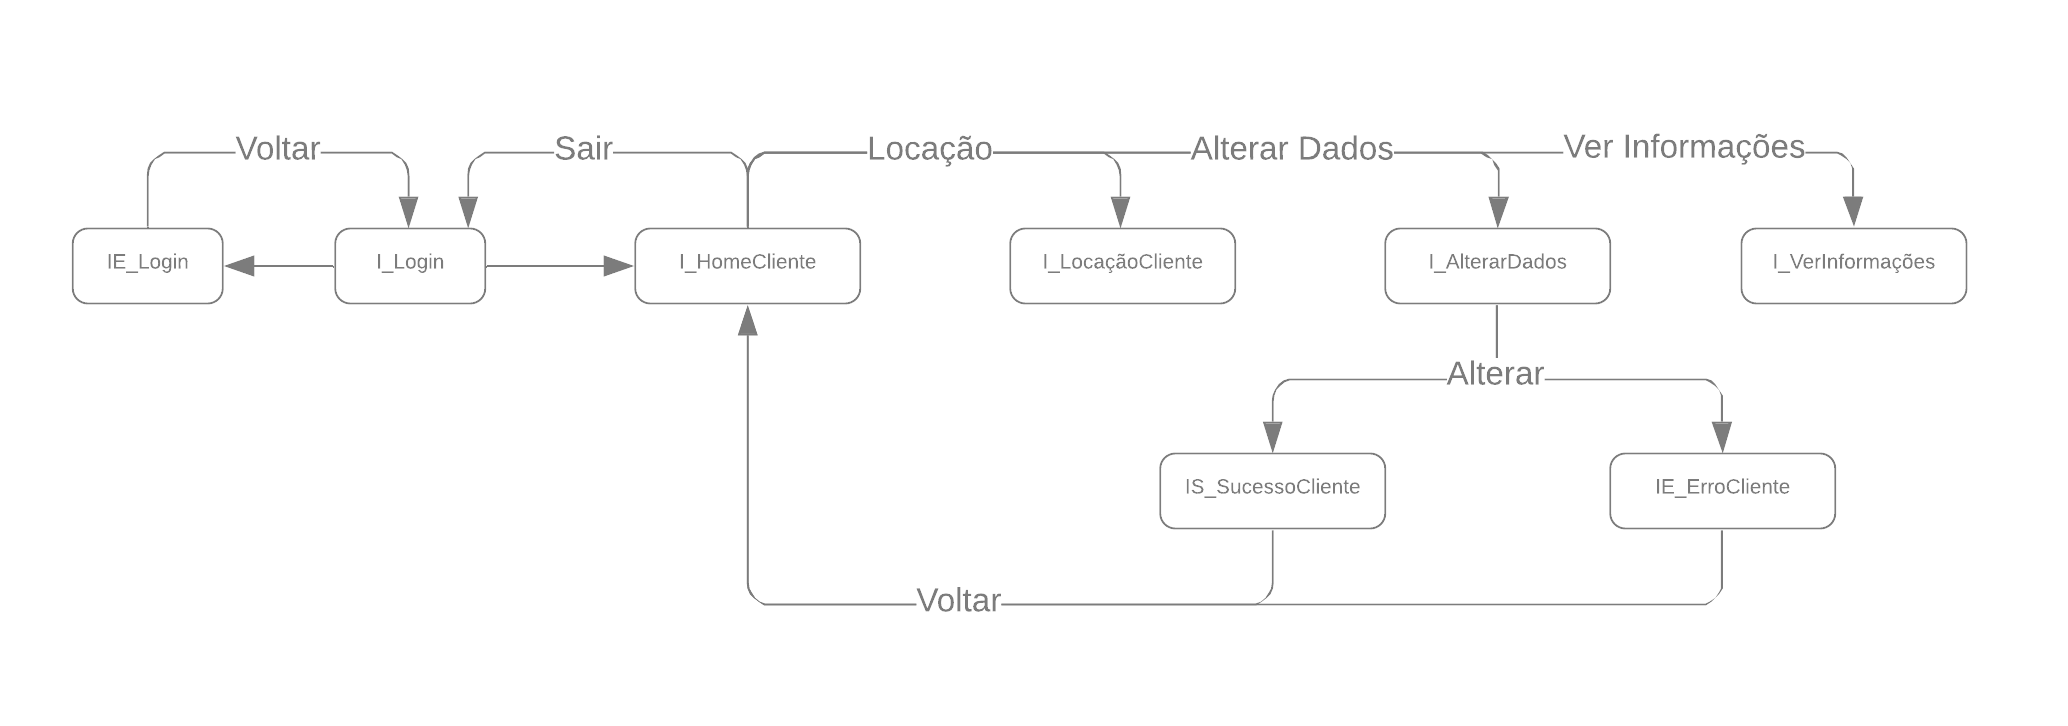 Voltar
Sair
Locação
Alterar Dados
Ver Informações
IE_Login
I_Login
I_HomeCliente
I_LocaçãoCliente
I_AlterarDados
I_VerInformações
Alterar
IS_SucessoCliente
IE_ErroCliente
Voltar